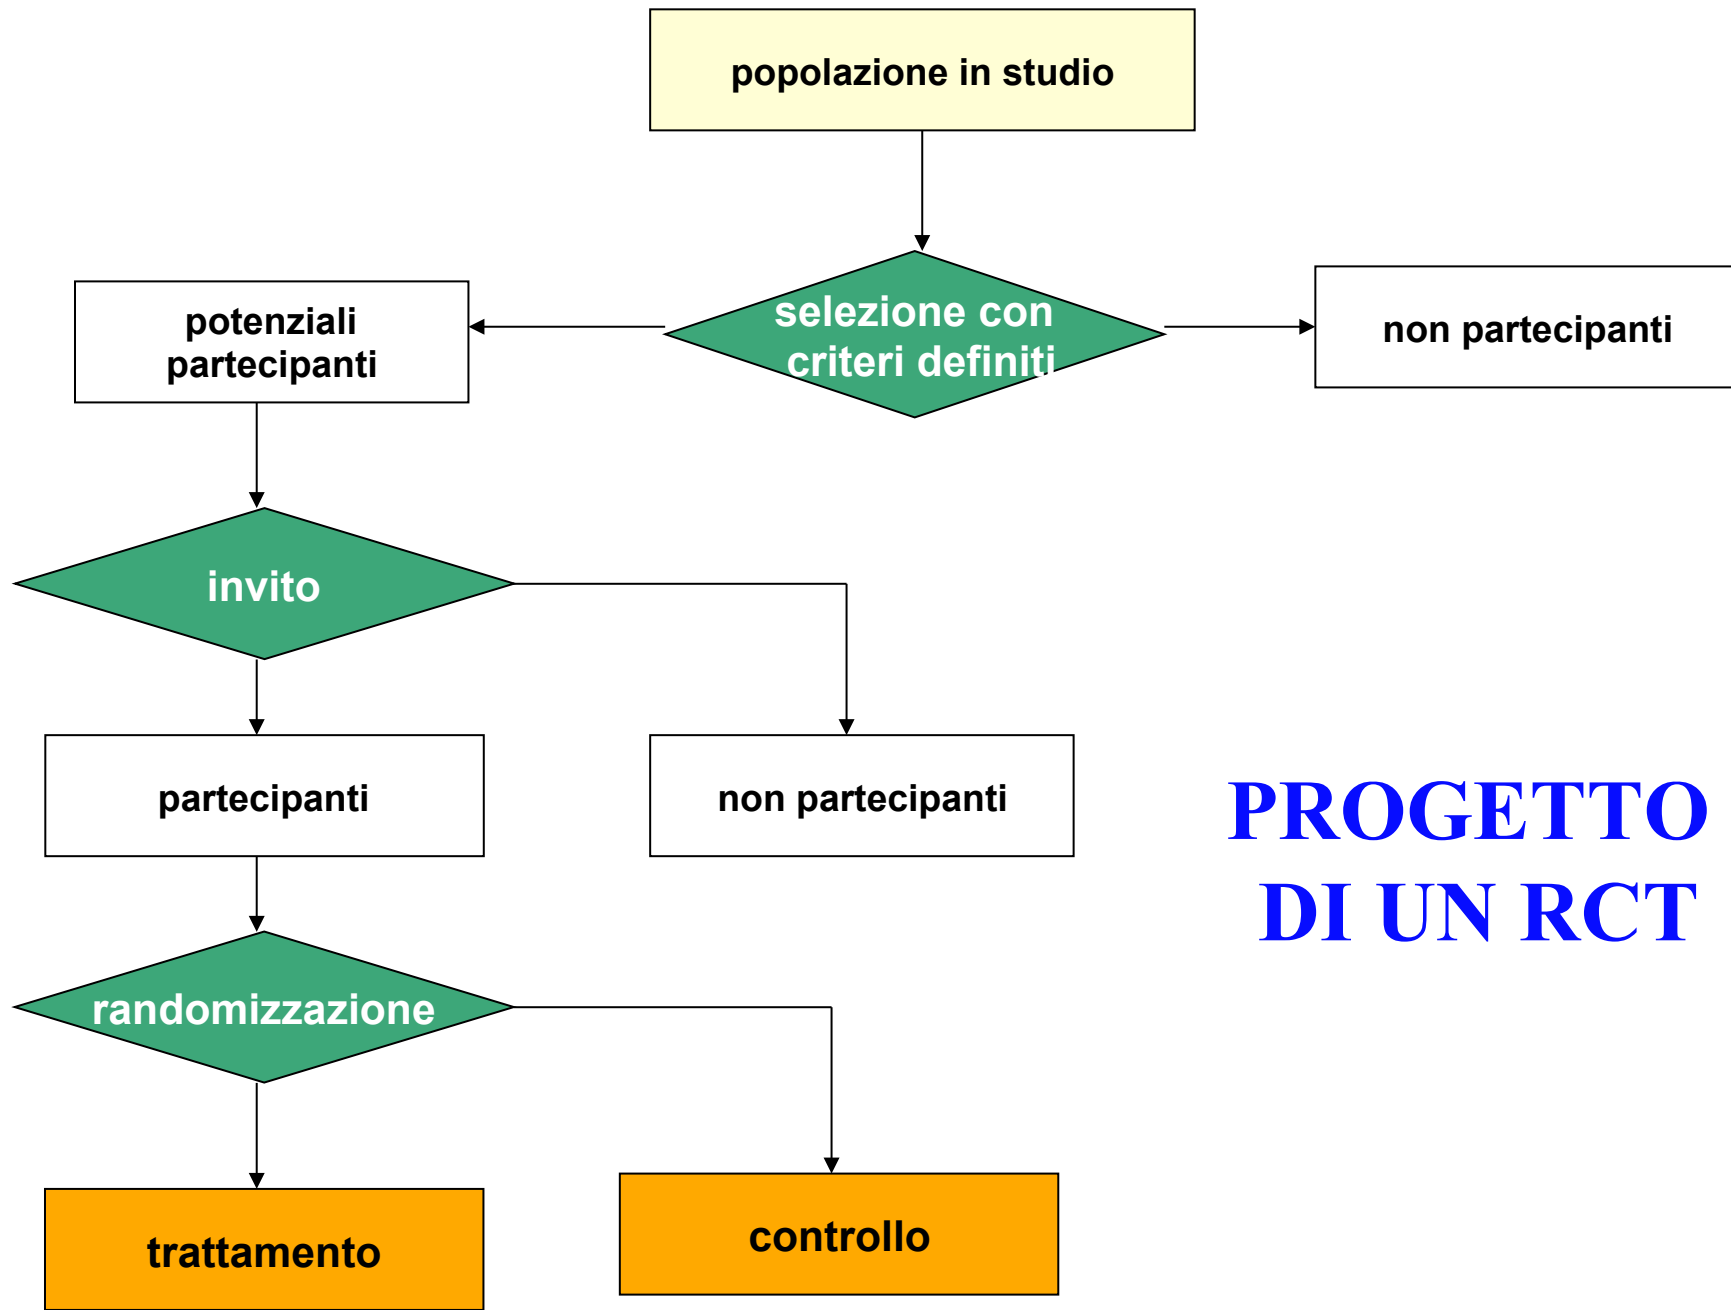 popolazione in studio
potenziali
partecipanti
selezione con
criteri definiti
non partecipanti
invito
partecipanti
non partecipanti
PROGETTO
DI UN RCT
randomizzazione
trattamento
controllo